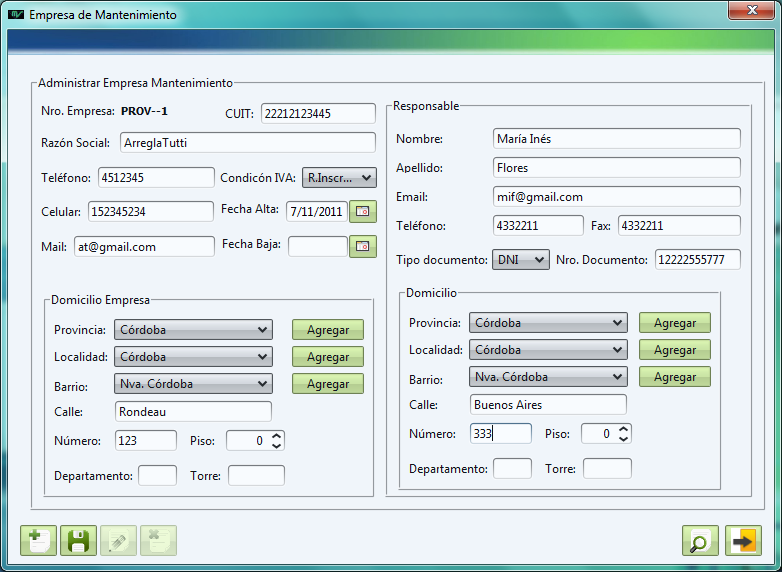 Empresa de Mantenimiento
Administrar Empresa Mantenimiento
Nro. Empresa: PROV--1 CUIT: 22212123445
Razón Social: ArreglaTutti
Teléfono: 4512345 Condicón IVA: R.Inscr...
Celular: 152345234 Fecha Alta: 7/11/2011
Mail: at@gmail.com Fecha Baja:
Domicilio Empresa
Provincia: Córdoba Agregar
Localidad: Córdoba Agregar
Barrio: Nva. Córdoba Agregar
Calle: Rondeau
Número: 123 Piso: 0
Departamento: Torre:
Responsable
Nombre: María Inés
Apellido: Flores
Email: mif@gmail.com
Teléfono: 4332211 Fax: 4332211
Tipo documento: DNI Nro. Documento: 12222555777
Domicilio
Provincia: Córdoba Agregar
Localidad: Córdoba Agregar
Barrio: Nva. Córdoba Agregar
Calle: Buenos Aires
Número: 333 Piso: 0
Departamento: Torre: